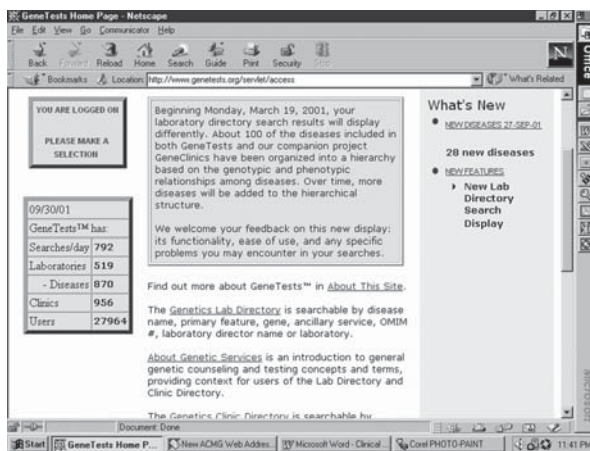 GeneTests Home Page - Netscape
File Edit View Go Communicator Help
Back Forward Reload Home Search Guide Print Security Stop
N
Bookmarks Location: http://www.genetests.org/servlet/access What's Related
Office
YOU ARE LOGGED ON
PLEASE MAKE A
SELECTION
09/30/01
GeneTests™ has:
Searches/day 792
Laboratories 519
- Diseases 870
Clinics 956
Users 27964
Beginning Monday, March 19, 2001, your
laboratory directory search results will display
differently. About 100 of the diseases included in
both GeneTests and our companion project
GeneClinics have been organized into a hierarchy
based on the genotypic and phenotypic
relationships among diseases. Over time, more
diseases will be added to the hierarchical
structure.
We welcome your feedback on this new display:
its functionality, ease of use, and any specific
problems you may encounter in your searches.
Find out more about GeneTests™ in About This Site.
The Genetics Lab Directory is searchable by disease
name, primary feature, gene, ancillary service, OMIM
#, laboratory director name or laboratory.
About Genetic Services is an introduction to general
genetic counseling and testing concepts and terms,
providing context for users of the Lab Directory and
Clinic Directory.
The Genetics Clinic Directory is searchable by
What's New
NEW DISEASES 27-SEP-01
28 new diseases
NEW FEATURES
New Lab
Directory
Search
Display
Microsoft
Document: Done
Start GeneTests Home P... New ACMG Web Addres... Microsoft Word - Clinical ... Corel PHOTO-PAINT 11:41 PM